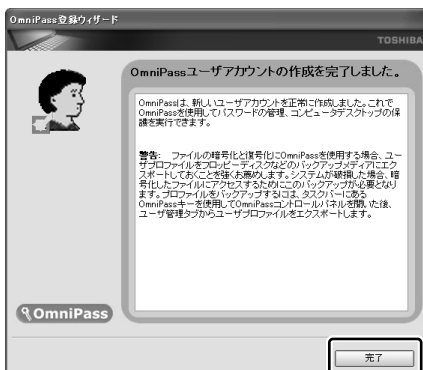 OmniPass登録ウィザード
TOSHIBA
OmniPassユーザアカウントの作成を完了しました。
OmniPassは、新しいユーザアカウントを正常に作成しました。これで
OmniPassを使用してパスワードの管理、コンピュータデスクトップの保
護を実行できます。
警告:　ファイルの暗号化と復号化にOmniPassを使用する場合、ユー
ザプロファイルをフロッピーディスクなどのバックアップメディアにエク
スポートしておくことを強くお薦めします。システムが破損した場合、暗
号化したファイルにアクセスするためにこのバックアップが必要となり
ます。プロファイルをバックアップするには、タスクバーにある
OmniPassキーを使用してOmniPassコントロールパネルを開いた後、
ユーザ管理タブからユーザプロファイルをエクスポートします。
OmniPass
完了